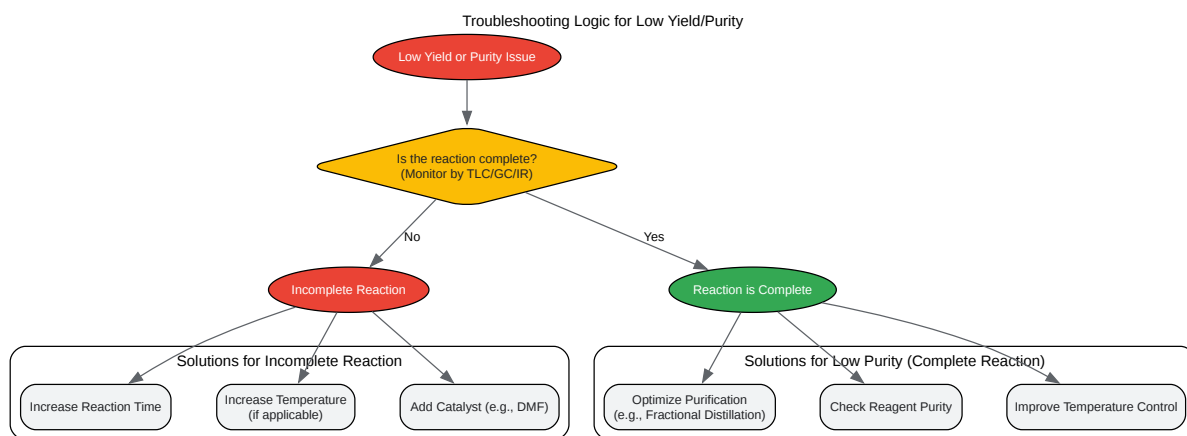 Troubleshooting Logic for Low Yield/Purity
Low Yield or Purity Issue
Is the reaction complete?
(Monitor by TLC/GC/IR)
No
Yes
Incomplete Reaction
Reaction is Complete
Solutions for Incomplete Reaction
Solutions for Low Purity (Complete Reaction)
Increase Reaction Time
Increase Temperature
(if applicable)
Add Catalyst (e.g., DMF)
Optimize Purification
(e.g., Fractional Distillation)
Check Reagent Purity
Improve Temperature Control